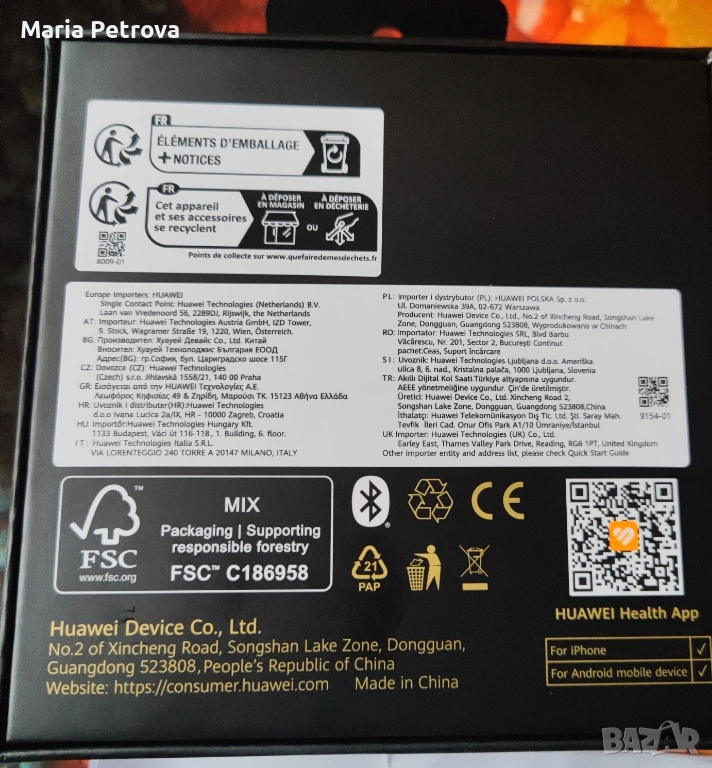 Maria Petrova
FR
ÉLÉMENTS D'EMBALLAGE
+ NOTICES
FR
Cet appareil
et ses accessoires
se recyclent
À DÉPOSER
EN MAGASIN
OU
À DÉPOSER
EN DÉCHÈTERIE
8009-01
Points de collecte sur www.quefairedemesdechets.fr
Europe Importers: HUAWEI
Single Contact Point: Huawei Technologies (Netherlands) B.V.
Laan van Vredenoord 56, 2289DJ, Rijswijk, the Netherlands
AT: Importeur: Huawei Technologies Austria GmbH, IZD Tower,
9. Stock, Wagramer Straße 19, 1220, Wien, Österreich.
BG: Производител: Хуауей Девайс Co., Ltd. Китай
Вносител: Хуауей Технолоджис България ЕООД
Адрес(BG): гр.София, бул. Цариградско шосе 115Г
CZ: Dovozce (CZ): Huawei Technologies
(Czech) s.r.o. Jihlavská 1558/21, 140 00 Praha
GR: Εισάγεται από την HUAWEI Τεχνολογίες Α.Ε.
Λεωφόρος Κηφισίας 49 & Ζηρίδη, Μαρούσι ΤΚ. 15123 Αθήνα Ελλάδα
HR: Uvoznik i distributer(HR):Huawei Technologies
d.o.o Ivana Lucica 2a/IX, HR - 10000 Zagreb, Croatia
HU: Importőr:Huawei Technologies Hungary Kft.
1133 Budapest, Váci út 116-118., 1. Building, 6. floor.
IT: Huawei Technologies Italia S.R.L.
VIA LORENTEGGIO 240 TORRE A 20147 MILANO, ITALY
PL: Importer i dystrybutor (PL): HUAWEI POLSKA Sp. z o.o.
UL. Domaniewska 39A, 02-672 Warszawa
Producent: Huawei Device Co., Ltd., No.2 of Xincheng Road, Songshan Lake
Zone, Dongguan, Guangdong 523808, Wyprodukowano w Chinach
RO: Importator: Huawei Technologies SRL, Blvd Barbu
Văcărescu, Nr. 201, Sector 2, București Continut
pachet:Ceas, Suport încărcare
SI: Uvoznik: Huawei Technologies Ljubljana d.o.o. Ameriška
ulica 8, 6. nad., Kristalna palača, 1000 Ljubljana, Slovenia
TR: Akıllı Dijital Kol Saati.Türkiye altyapısına uygundur.
AEEE yönetmeliğine uygundur. Çin'de üretilmiştir.
Üretici: Huawei Device Co., Ltd. Xincheng Road 2,
Songshan Lake Zone, Dongguan, Guangdong 523808,China
İthalatçı: Huawei Telekomünikasyon Dış Tic. Ltd. Şti. Saray Mah.
Tevfik İleri Cad. Onur Ofis Park A1/10 Ümraniye/İstanbul
UK Importer: Huawei Technologies (UK) Co., Ltd.
Earley East, Thames Valley Park Drive, Reading, RG6 1PT, United Kingdom
Other importer entity and address list, please check Quick Start Guide
9154-01
FSC
www.fsc.org
MIX
Packaging | Supporting
responsible forestry
FSC™ C186958
CE
21
PAP
HUAWEI Health App
For iPhone
For Android mobile device
Huawei Device Co., Ltd.
No.2 of Xincheng Road, Songshan Lake Zone, Dongguan,
Guangdong 523808, People's Republic of China
Website: https://consumer.huawei.com Made in China
BAZAR